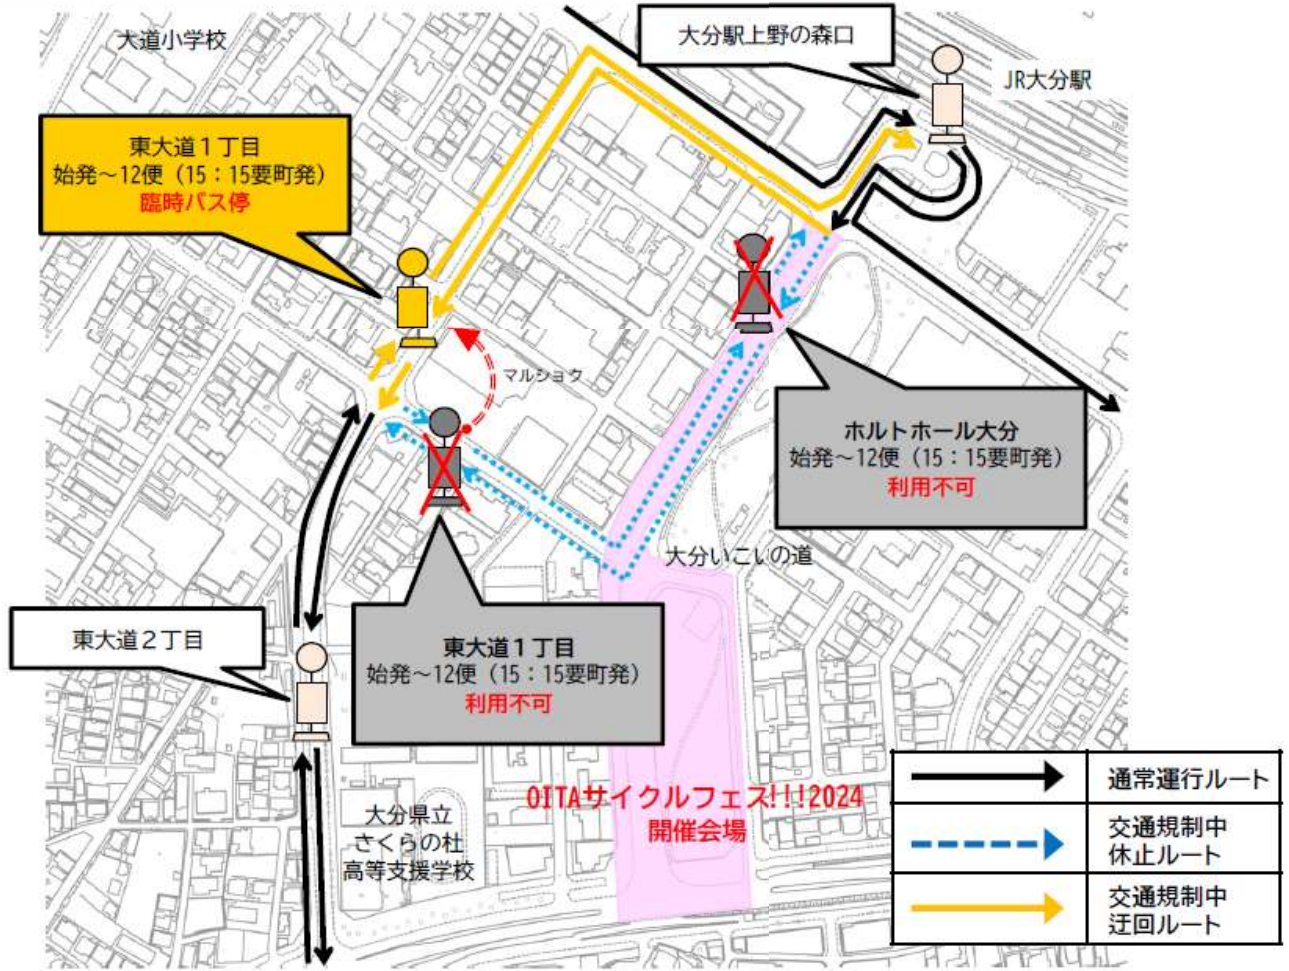 大道小学校
大分駅上野の森口
JR大分駅
東大道１丁目
始発～12便（15：15要町発）
臨時バス停
マルショク
ホルトホール大分
始発～12便（15：15要町発）
利用不可
大分いこいの道
東大道２丁目
東大道１丁目
始発～12便（15：15要町発）
利用不可
OITAサイクルフェス!!!2024
開催会場
大分県立
さくらの杜
高等支援学校
通常運行ルート
交通規制中
休止ルート
交通規制中
迂回ルート